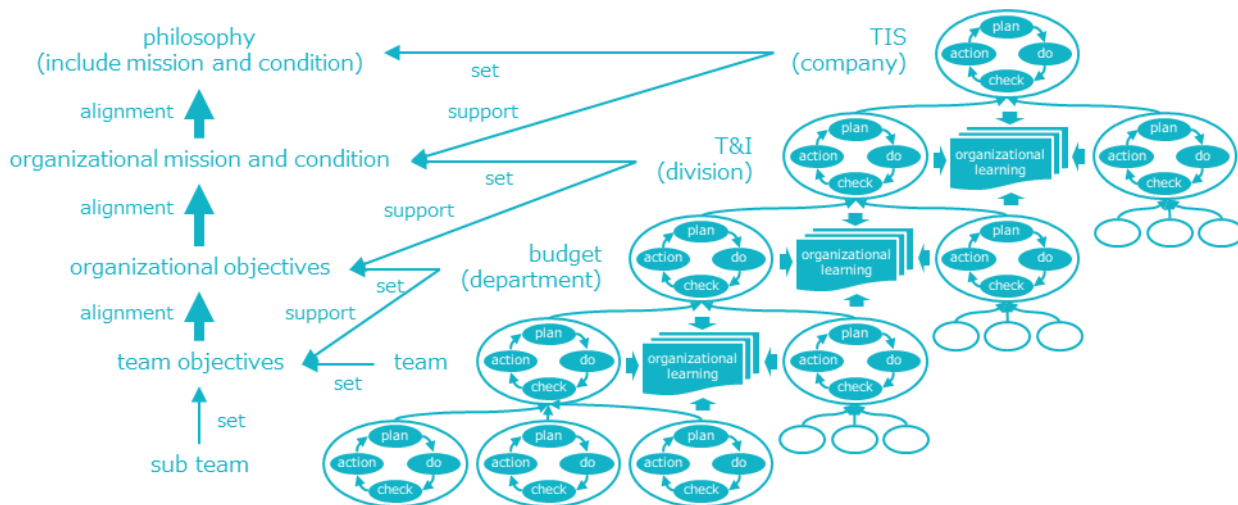 philosophy
(include mission and condition)
set
TIS
(company)
plan
action
do
check
alignment
support
organizational mission and condition
set
T&I
(division)
plan
action
do
check
organizational
learning
plan
action
do
check
alignment
support
organizational objectives
set
budget
(department)
plan
action
do
check
organizational
learning
plan
action
do
check
alignment
support
team objectives
set
team
plan
action
do
check
organizational
learning
plan
action
do
check
set
sub team
plan
action
do
check
plan
action
do
check
plan
action
do
check